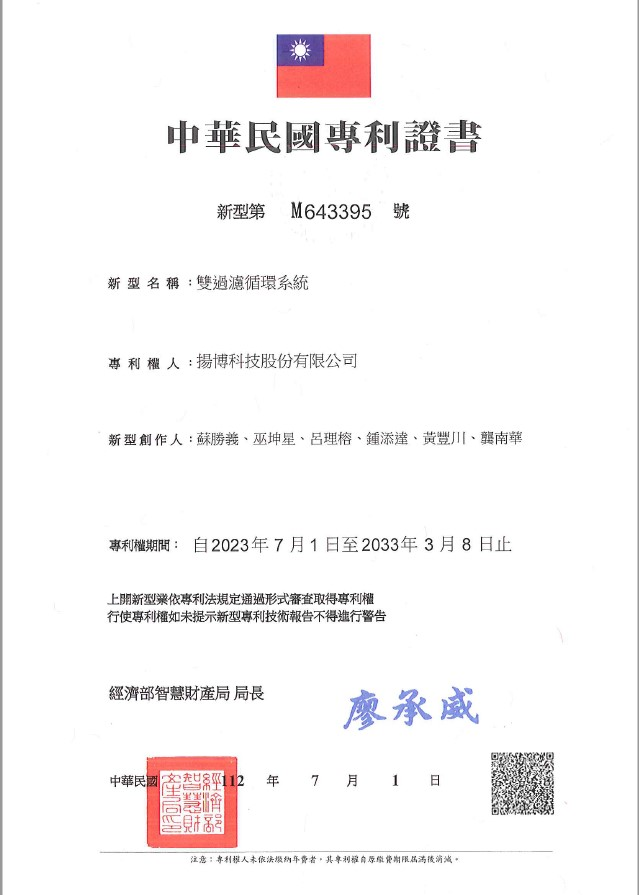 中華民國專利證書
新型第 M643395 號
新型名稱：雙過濾循環系統
專利權人：揚博科技股份有限公司
新型創作人：蘇勝義、巫坤星、呂理榕、鍾添達、黃豐川、龔南華
專利權期間： 自2023年7月1日至2033年3月8日止
上開新型業依專利法規定通過形式審查取得專利權
行使專利權如未提示新型專利技術報告不得進行警告
經濟部智慧財產局 局長
廖承威
中華民國 112 年 7 月 1 日
經濟部智慧財產局印
注意：專利權人未依法繳納年費者，其專利權自原繳費期限屆滿後消滅。